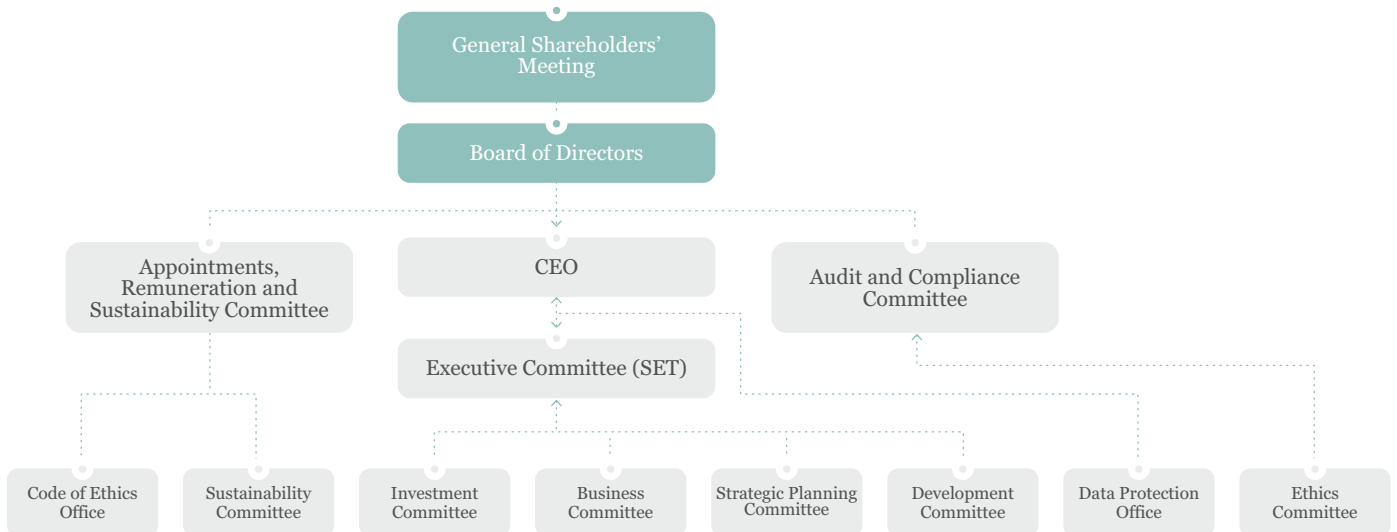 General Shareholders’
Meeting
Board of Directors
Appointments,
Remuneration and
Sustainability Committee
CEO
Audit and Compliance
Committee
Executive Committee (SET)
Code of Ethics
Office
Sustainability
Committee
Investment
Committee
Business
Committee
Strategic Planning
Committee
Development
Committee
Data Protection
Office
Ethics
Committee